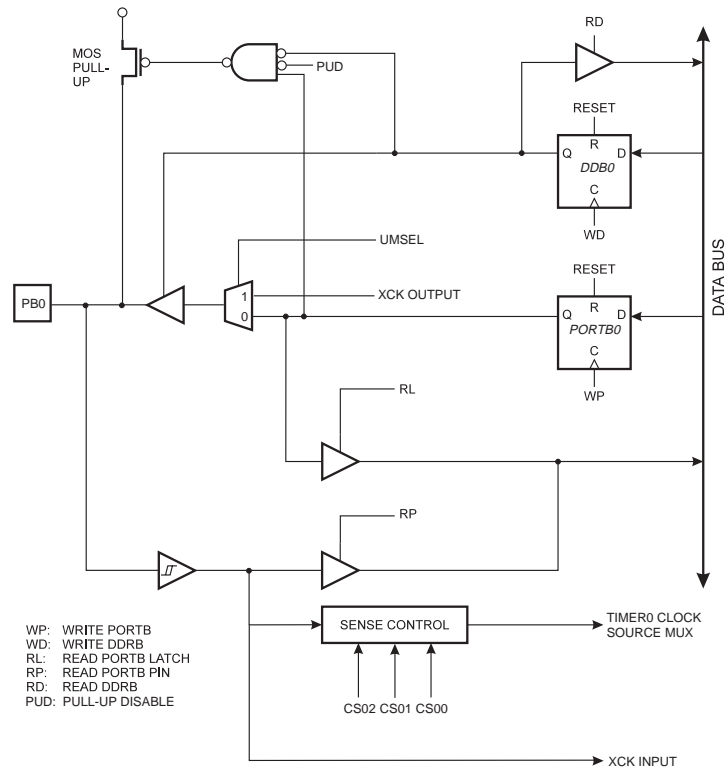 RD
MOS
PULL-
UP
PUD
RESET
R
Q
D
DDB0
C
WD
UMSEL
DATA BUS
RESET
1
XCK OUTPUT
PB0
0
R
Q
D
PORTB0
C
WP
RL
RP
SENSE CONTROL
TIMER0 CLOCK
SOURCE MUX
WP: WRITE PORTB
WD: WRITE DDRB
RL: READ PORTB LATCH
RP: READ PORTB PIN
RD: READ DDRB
PUD: PULL-UP DISABLE
CS02 CS01 CS00
XCK INPUT